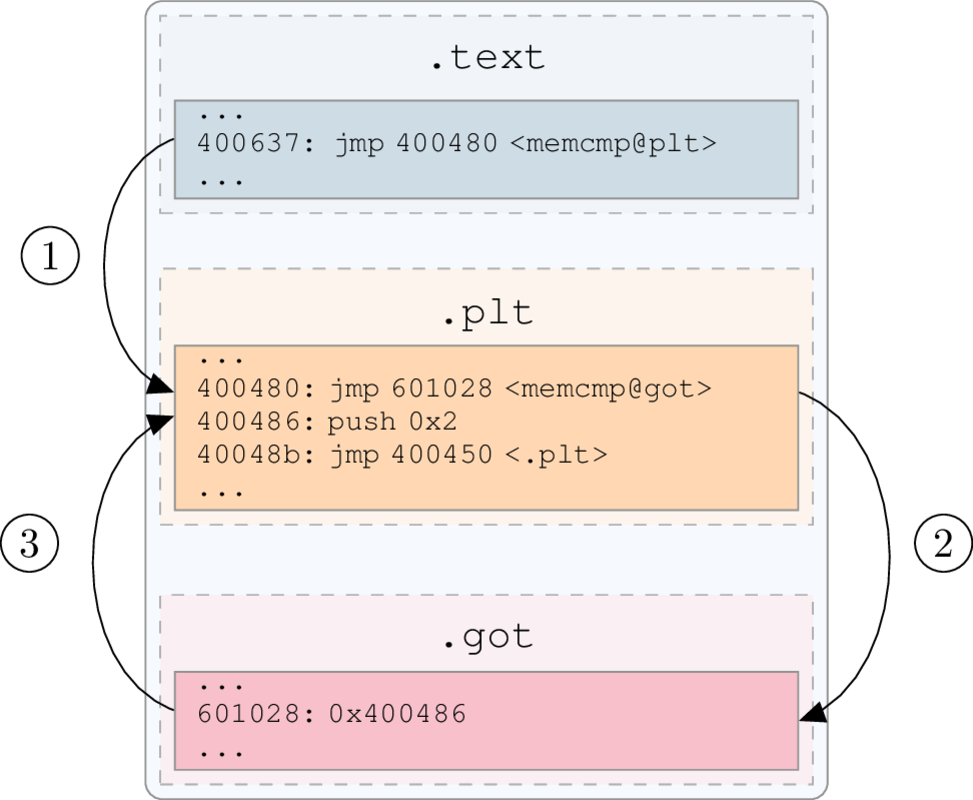 .text
...
400637: jmp 400480 <memcmp@plt>
...
1
.plt
...
400480: jmp 601028 <memcmp@got>
400486: push 0x2
40048b: jmp 400450 <.plt>
...
3
2
.got
...
601028: 0x400486
...